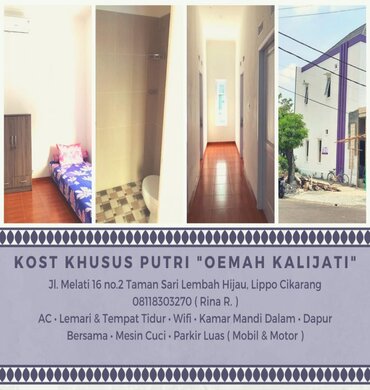 KOST KHUSUS PUTRI "OEMAH KALIJATI"
Jl. Melati 16 no.2 Taman Sari Lembah Hijau, Lippo Cikarang
08118303270 ( Rina R. )
AC • Lemari & Tempat Tidur • Wifi • Kamar Mandi Dalam • Dapur
Bersama • Mesin Cuci • Parkir Luas ( Mobil & Motor )